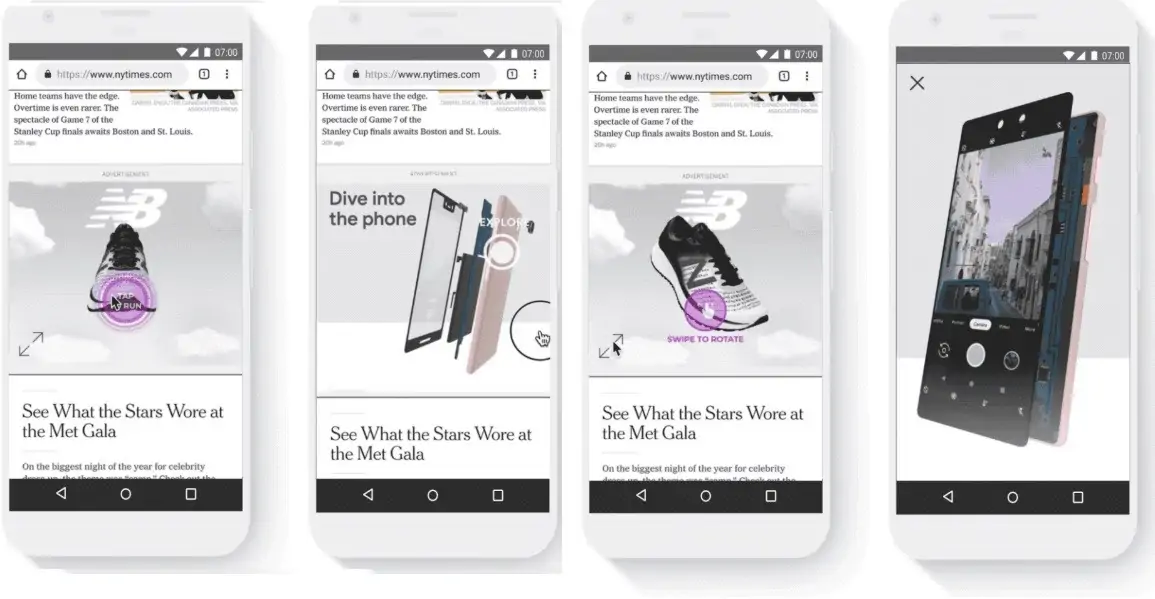 07:00
https://www.nytimes.com
1
Home teams have the edge.
Overtime is even rarer. The
spectacle of Game 7 of the
Stanley Cup finals awaits Boston and St. Louis.
20h ago
ADVERTISEMENT
NB
TAP
RUN
See What the Stars Wore at
the Met Gala
On the biggest night of the year for celebrity
07:00
https://www.nytimes.com
1
Home teams have the edge.
Overtime is even rarer. The
spectacle of Game 7 of the
Stanley Cup finals awaits Boston and St. Louis.
20h ago
ADVERTISEMENT
Dive into
the phone
EXPLORE
See What the Stars Wore at
the Met Gala
07:00
https://www.nytimes.com
1
Home teams have the edge.
Overtime is even rarer. The
spectacle of Game 7 of the
Stanley Cup finals awaits Boston and St. Louis.
20h ago
ADVERTISEMENT
NB
SWIPE TO ROTATE
See What the Stars Wore at
the Met Gala
On the biggest night of the year for celebrity
07:00
Camera